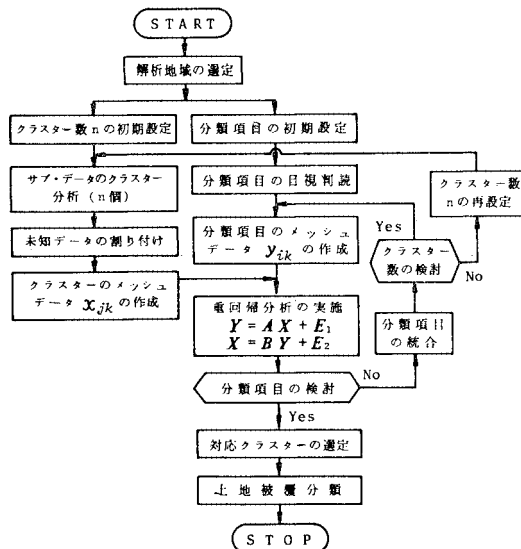 START
解析地域の選定
クラスター数nの初期設定
分類項目の初期設定
サブ・データのクラスター
分析（n個）
分類項目の目視判読
クラスター数
nの再設定
未知データの割り付け
分類項目のメッシュ
データ y_{ik} の作成
Yes
クラスター
数の検討
No
クラスターのメッシュ
データ x_{jk} の作成
重回帰分析の実施
Y = A X + E_1
X = B Y + E_2
分類項目
の統合
分類項目の検討
No
Yes
対応クラスターの選定
土地被覆分類
STOP